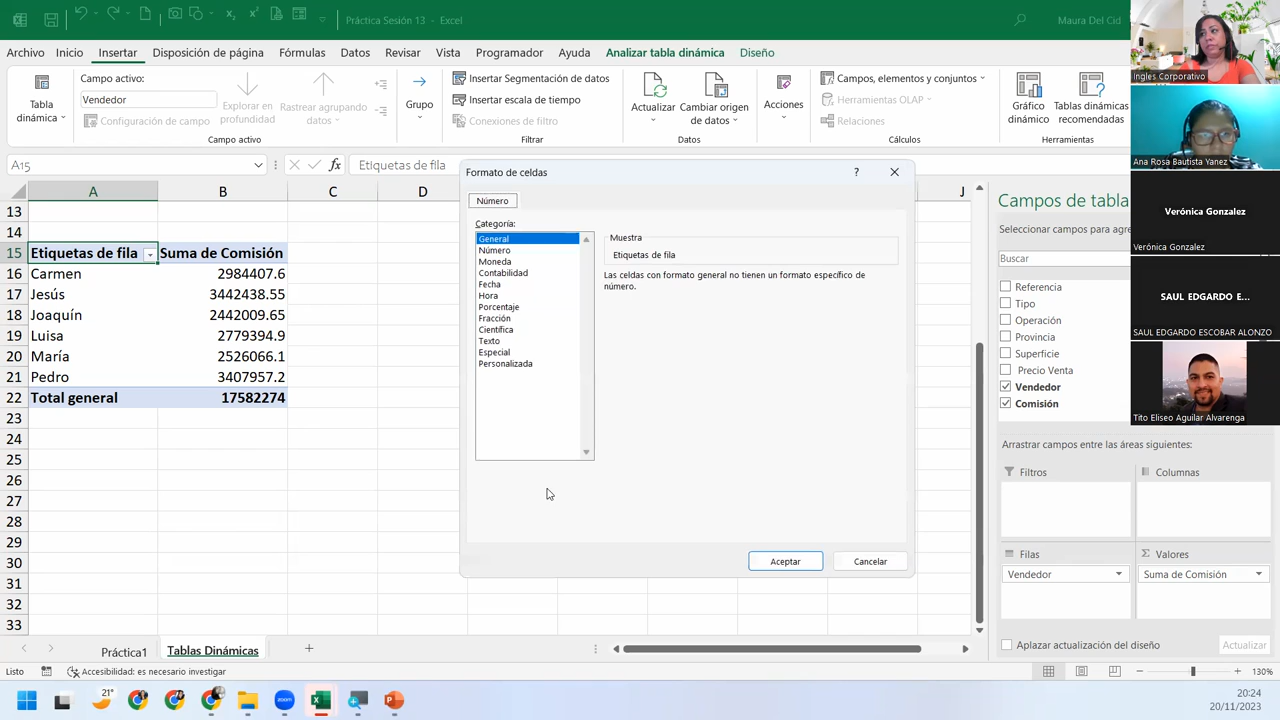 Práctica Sesión 13 - Excel
Maura Del Cid
Archivo Inicio Insertar Disposición de página Fórmulas Datos Revisar Vista Programador Ayuda Analizar tabla dinámica Diseño
Tabla dinámica
Campo activo:
Vendedor
Configuración de campo
Explorar en profundidad
Rastrear agrupando datos
Campo activo
Grupo
Insertar Segmentación de datos
Insertar escala de tiempo
Conexiones de filtro
Filtrar
Actualizar
Cambiar origen de datos
Datos
Acciones
Campos, elementos y conjuntos
Herramientas OLAP
Relaciones
Cálculos
Gráfico dinámico
Tablas dinámicas recomendadas
Herramientas
A15
fx
Etiquetas de fila
A B C D J
13
14
15 Etiquetas de fila Suma de Comisión
16 Carmen 2984407.6
17 Jesús 3442438.55
18 Joaquín 2442009.65
19 Luisa 2779394.9
20 María 2526066.1
21 Pedro 3407957.2
22 Total general 17582274
23
24
25
26
27
28
29
30
31
32
33
Formato de celdas
?
Número
Categoría:
General
Número
Moneda
Contabilidad
Fecha
Hora
Porcentaje
Fracción
Científica
Texto
Especial
Personalizada
Muestra
Etiquetas de fila
Las celdas con formato general no tienen un formato específico de
número.
Aceptar Cancelar
Campos de tabla
Seleccionar campos para agre
Buscar
Referencia
Tipo
Operación
Provincia
Superficie
Precio Venta
Vendedor
Comisión
Arrastrar campos entre las áreas siguientes:
Filtros Columnas
Filas Σ Valores
Vendedor Suma de Comisión
Aplazar actualización del diseño Actualizar
Ingles Corporativo
Ana Rosa Bautista Yanez
Verónica Gonzalez
Verónica Gonzalez
SAUL EDGARDO E...
SAUL EDGARDO ESCOBAR ALONZO
Tito Eliseo Aguilar Alvarenga
Práctica1 Tablas Dinámicas
Listo Accesibilidad: es necesario investigar 130%
21°
zoom
20:24
20/11/2023